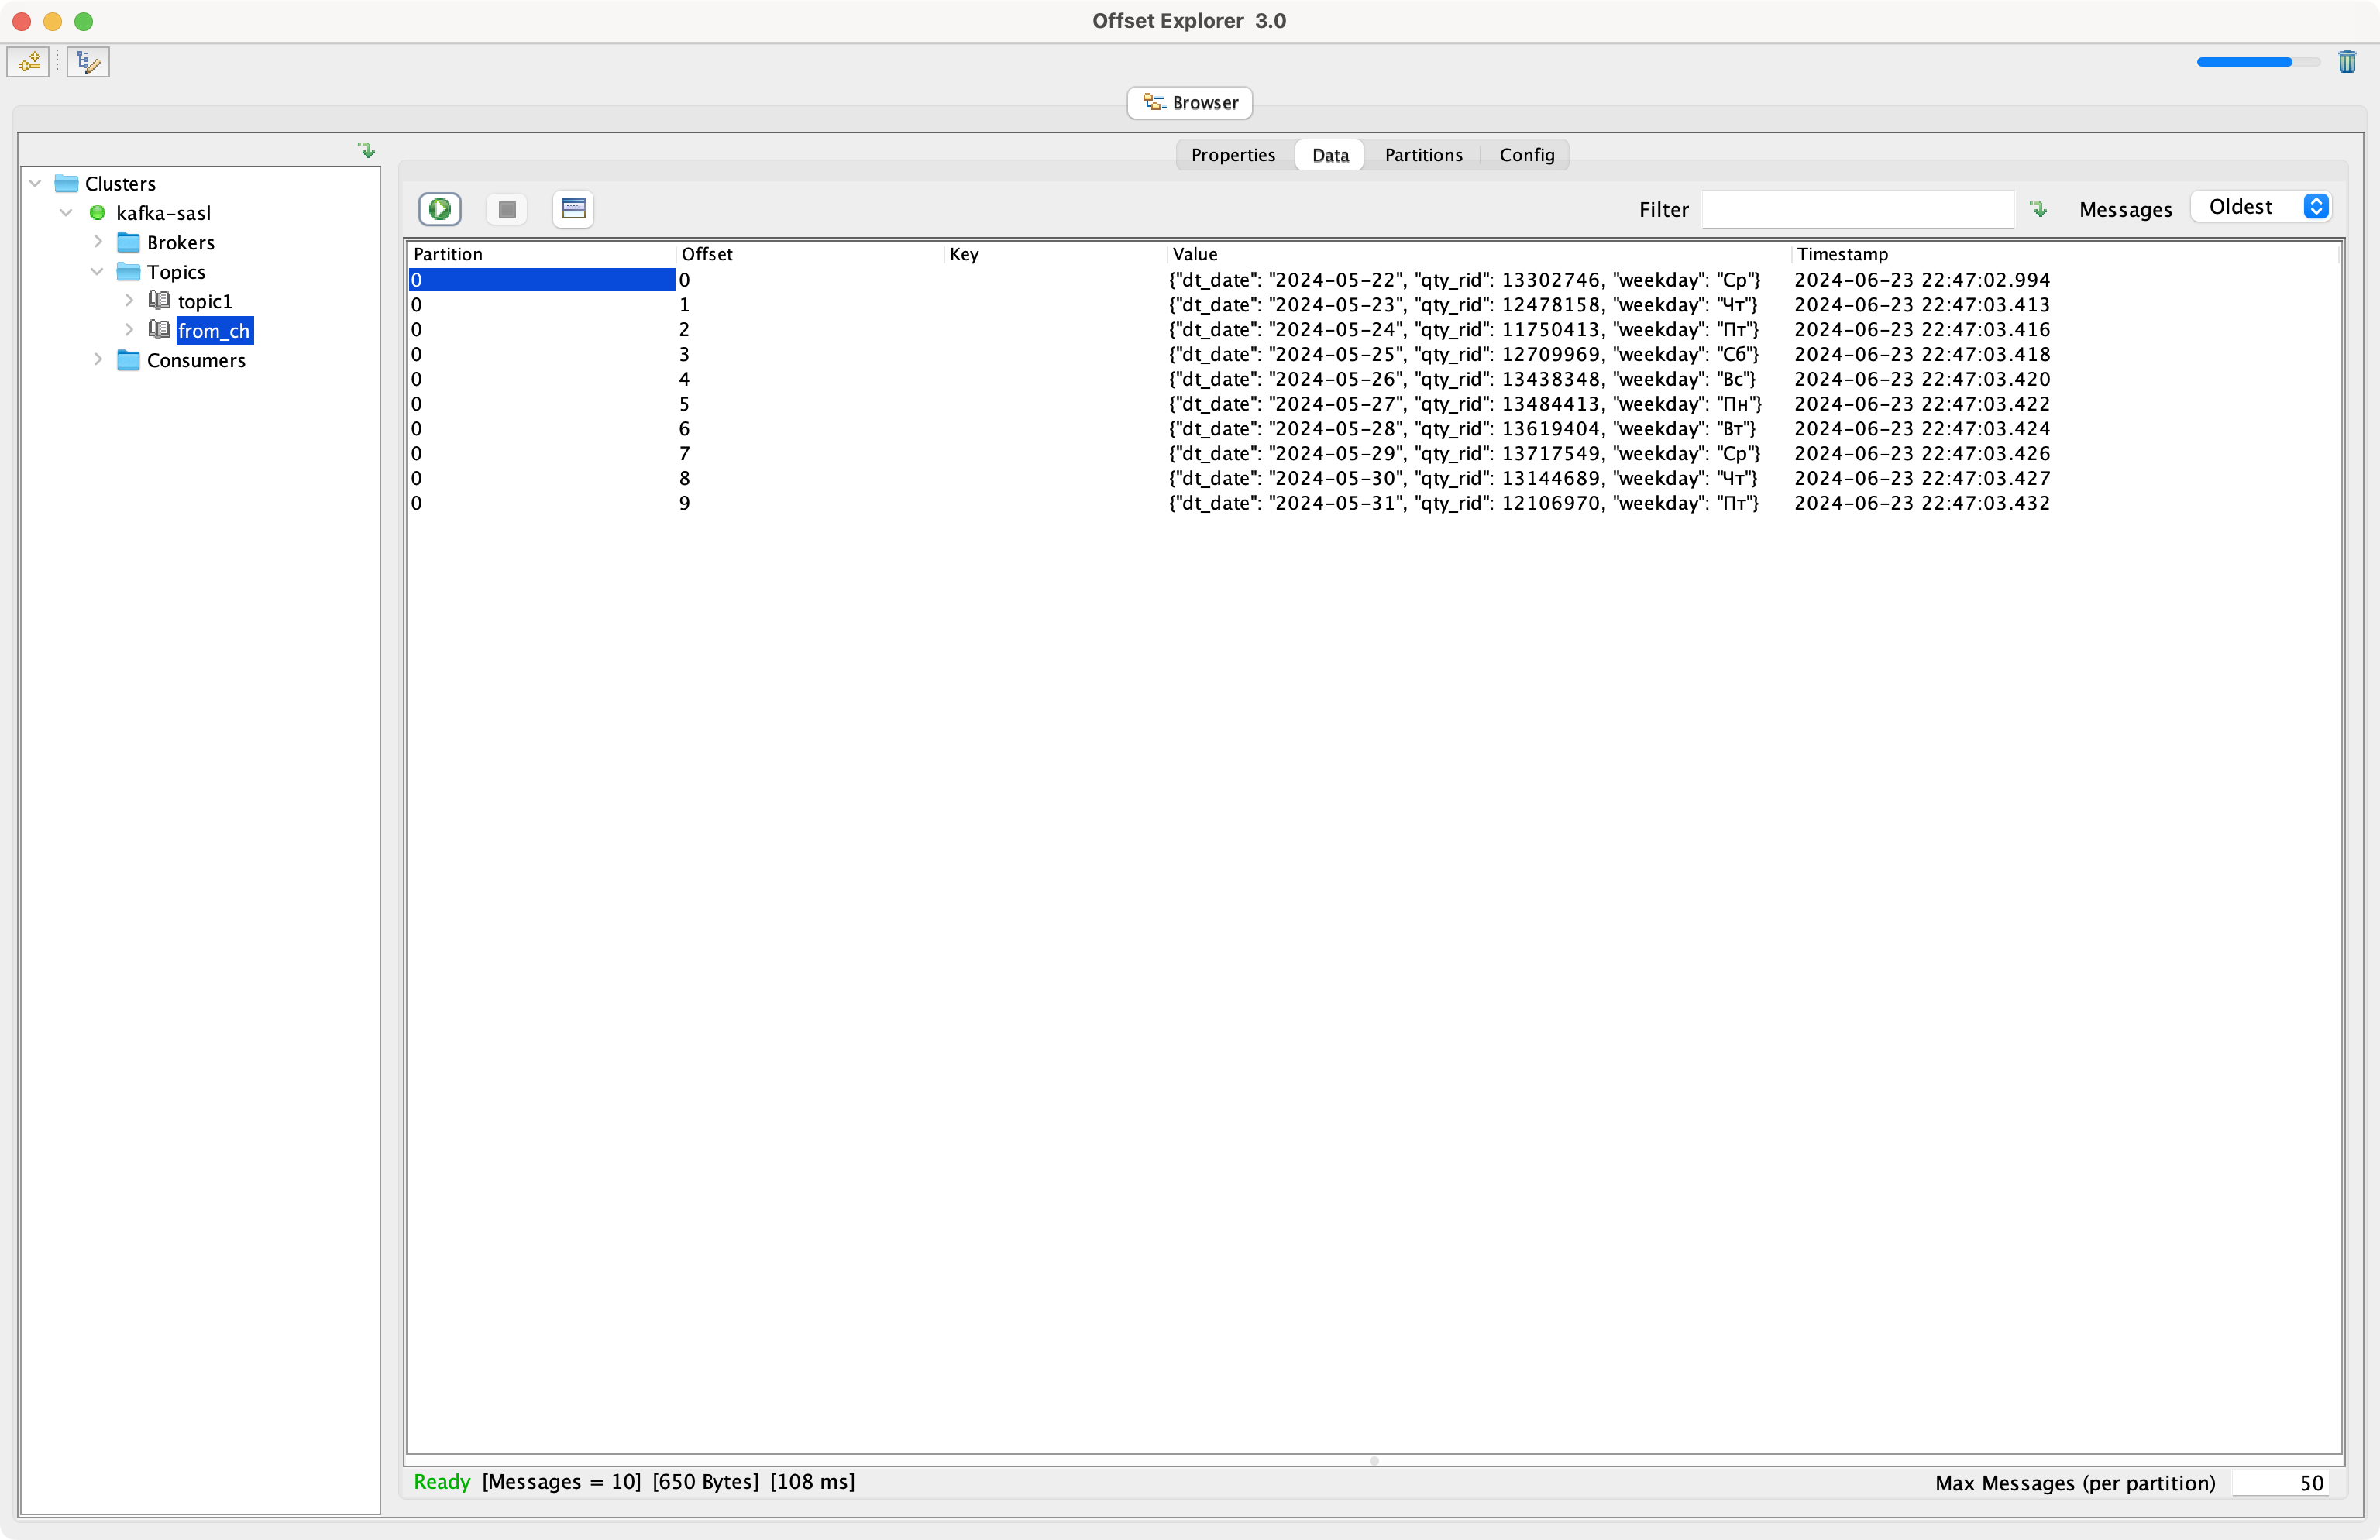 Offset Explorer 3.0
Browser
Clusters
kafka-sasl
Brokers
Topics
topic1
from_ch
Consumers
Properties Data Partitions Config
Filter Messages Oldest
Partition Offset Key Value Timestamp
0 0 {"dt_date": "2024-05-22", "qty_rid": 13302746, "weekday": "Ср"} 2024-06-23 22:47:02.994
0 1 {"dt_date": "2024-05-23", "qty_rid": 12478158, "weekday": "Чт"} 2024-06-23 22:47:03.413
0 2 {"dt_date": "2024-05-24", "qty_rid": 11750413, "weekday": "Пт"} 2024-06-23 22:47:03.416
0 3 {"dt_date": "2024-05-25", "qty_rid": 12709969, "weekday": "Сб"} 2024-06-23 22:47:03.418
0 4 {"dt_date": "2024-05-26", "qty_rid": 13438348, "weekday": "Вс"} 2024-06-23 22:47:03.420
0 5 {"dt_date": "2024-05-27", "qty_rid": 13484413, "weekday": "Пн"} 2024-06-23 22:47:03.422
0 6 {"dt_date": "2024-05-28", "qty_rid": 13619404, "weekday": "Вт"} 2024-06-23 22:47:03.424
0 7 {"dt_date": "2024-05-29", "qty_rid": 13717549, "weekday": "Ср"} 2024-06-23 22:47:03.426
0 8 {"dt_date": "2024-05-30", "qty_rid": 13144689, "weekday": "Чт"} 2024-06-23 22:47:03.427
0 9 {"dt_date": "2024-05-31", "qty_rid": 12106970, "weekday": "Пт"} 2024-06-23 22:47:03.432
Ready [Messages = 10] [650 Bytes] [108 ms] Max Messages (per partition) 50